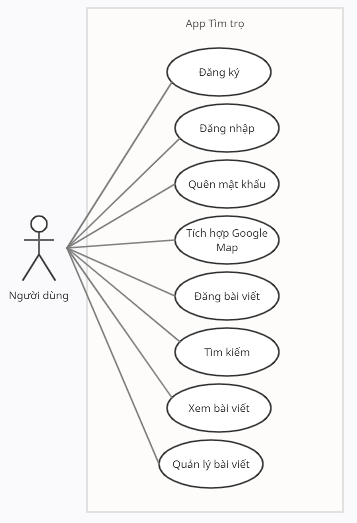 App Tìm trọ
Đăng ký
Đăng nhập
Quên mật khẩu
Tích hợp Google
Map
Người dùng
Đăng bài viết
Tìm kiếm
Xem bài viết
Quản lý bài viết